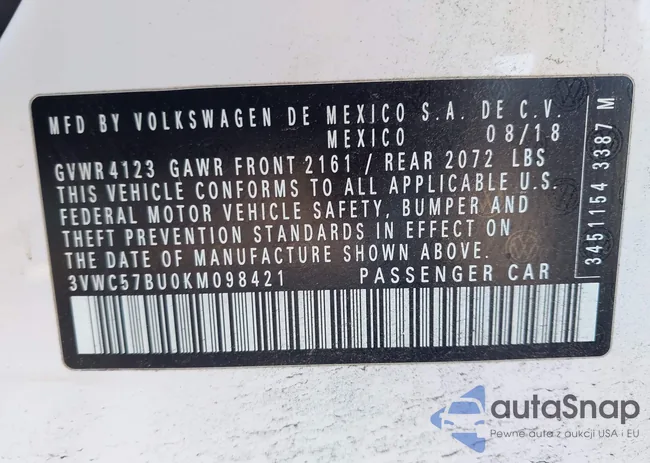 MFD BY VOLKSWAGEN DE MEXICO S.A. DE C.V.
MEXICO 08/18
GVWR 4123 GAWR FRONT 2161 / REAR 2072 LBS
THIS VEHICLE CONFORMS TO ALL APPLICABLE U.S.
FEDERAL MOTOR VEHICLE SAFETY, BUMPER AND
THEFT PREVENTION STANDARDS IN EFFECT ON
THE DATE OF MANUFACTURE SHOWN ABOVE.
3VWC57BU0KM098421 PASSENGER CAR
3451154 3387 M
autaSnap
Pewne auta z aukcji USA i EU